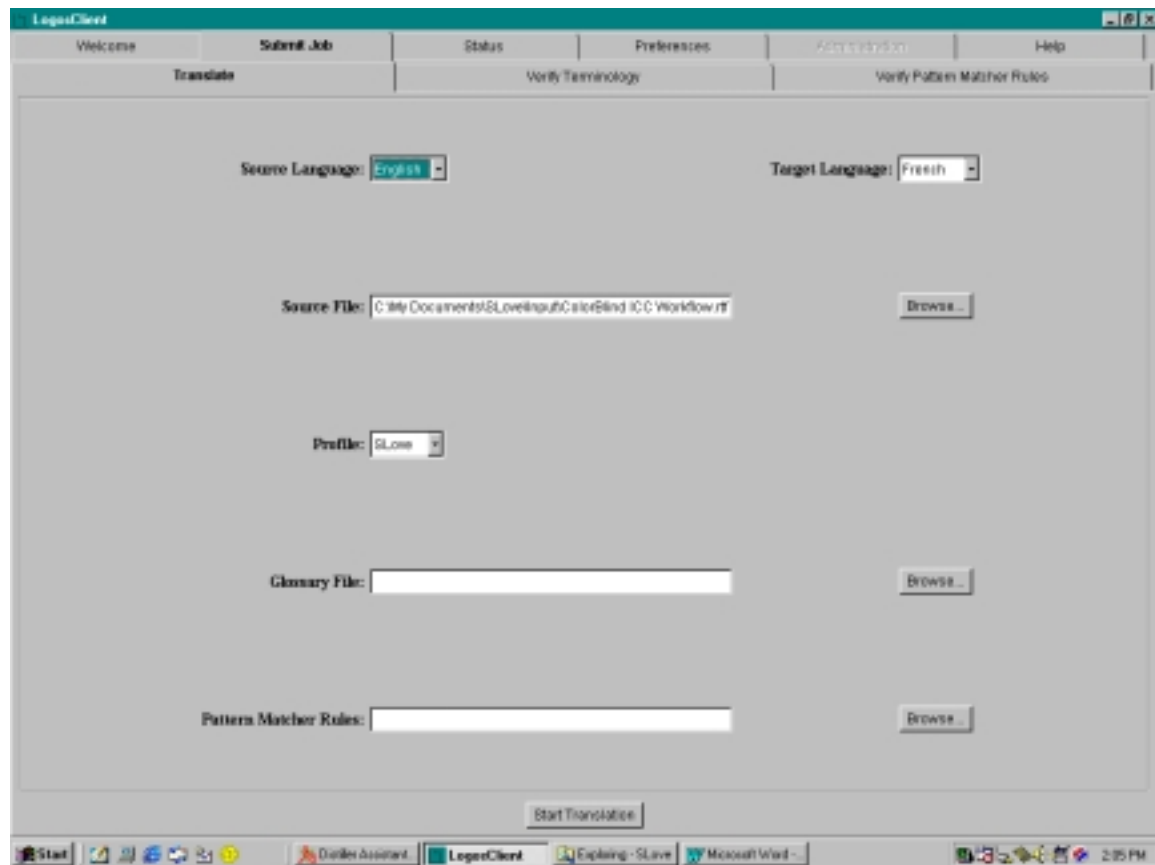 LogosClient
Welcome Submit Job Status Preferences Administration Help
Translate Verify Terminology Verify Pattern Matcher Rules
Source Language: English Target Language: French
Source File: C:\My Documents\SLove\Input\ColorBlind ICC Workflow.rtf Browse...
Profile: SLove
Glossary File: Browse...
Pattern Matcher Rules: Browse...
Start Translation
Start Distiller Assistant... LogosClient Exploring - SLove Microsoft Word -... 2:05 PM